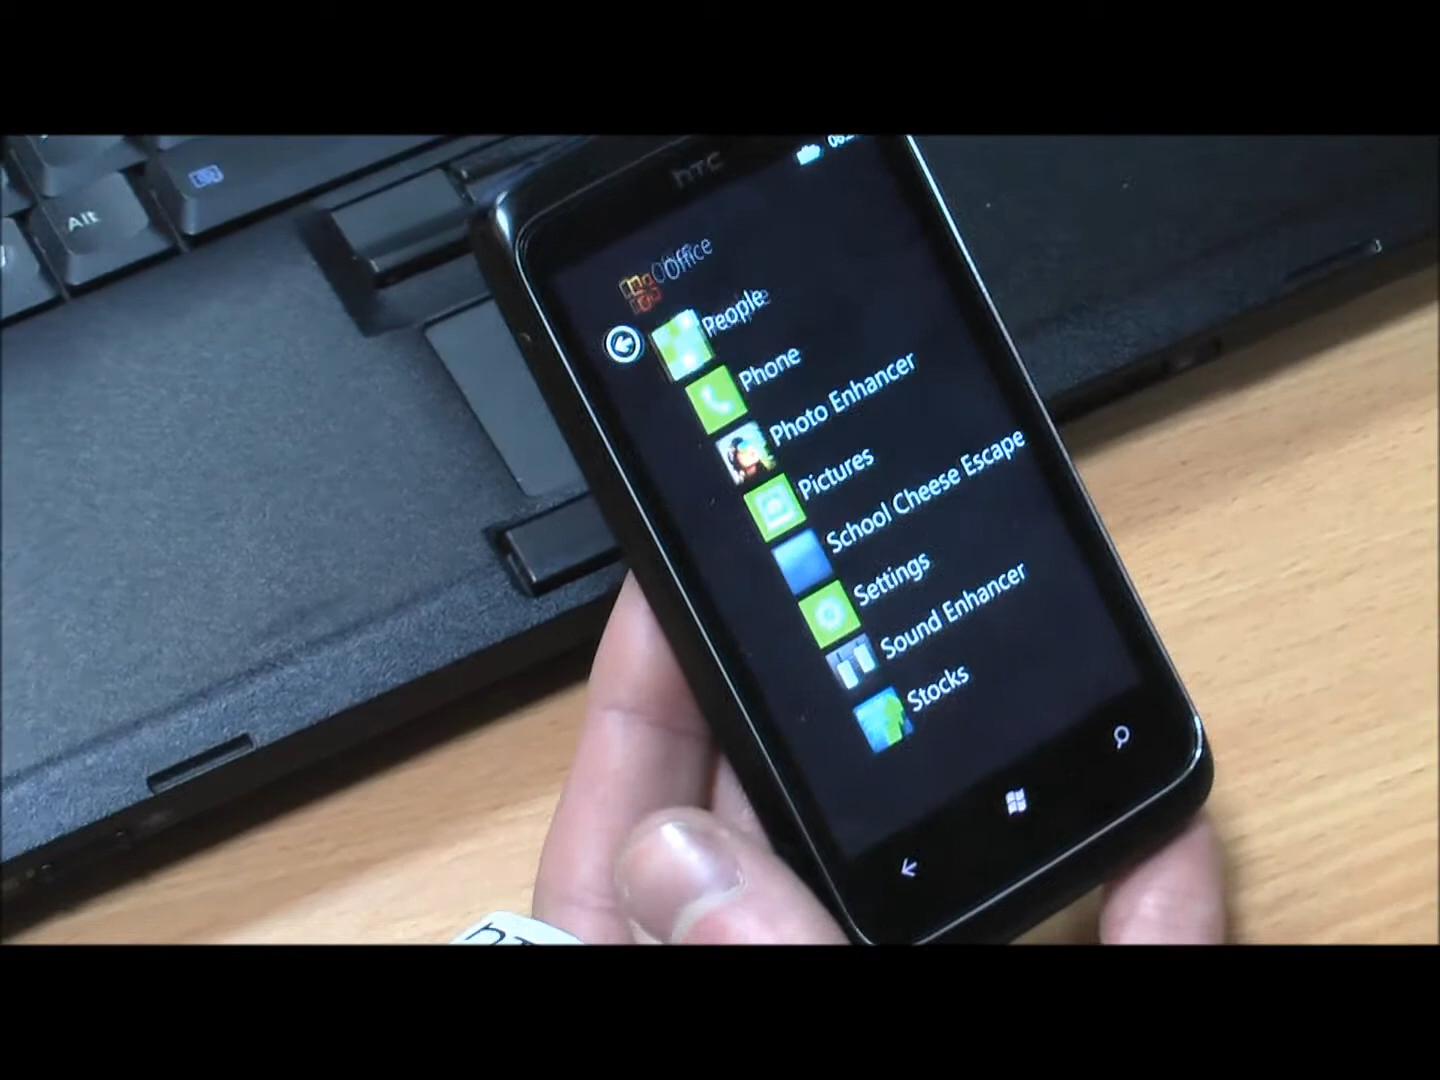 Alt
hTC
Office
People
Phone
Photo Enhancer
Pictures
School Cheese Escape
Settings
Sound Enhancer
Stocks